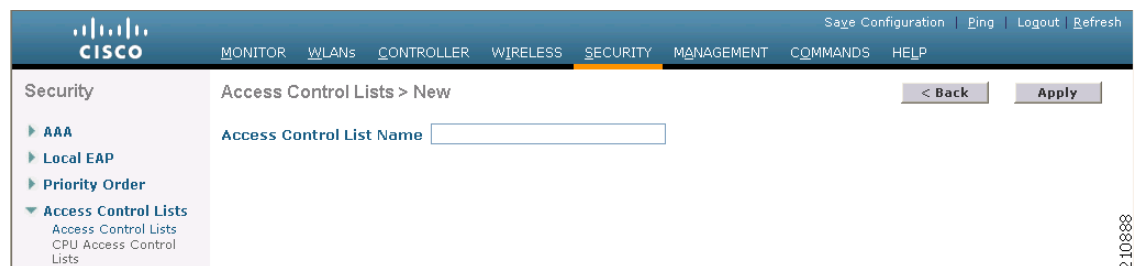 Save Configuration | Ping | Logout | Refresh
CISCO
MONITOR WLANs CONTROLLER WIRELESS SECURITY MANAGEMENT COMMANDS HELP
Security
Access Control Lists > New
< Back
Apply
AAA
Access Control List Name
Local EAP
Priority Order
Access Control Lists
Access Control Lists
CPU Access Control
Lists
210888